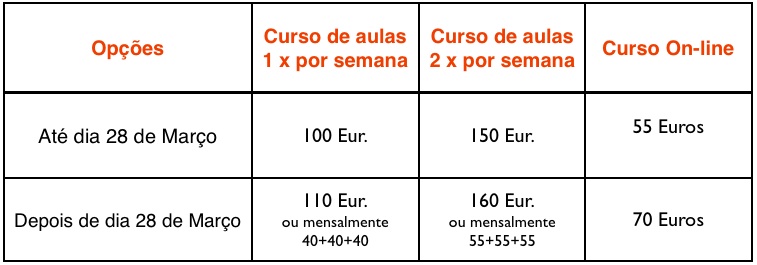 Opções
Curso de aulas
1 x por semana
Curso de aulas
2 x por semana
Curso On-line
Até dia 28 de Março
100 Eur.
150 Eur.
55 Euros
Depois de dia 28 de Março
110 Eur.
ou mensalmente
40+40+40
160 Eur.
ou mensalmente
55+55+55
70 Euros